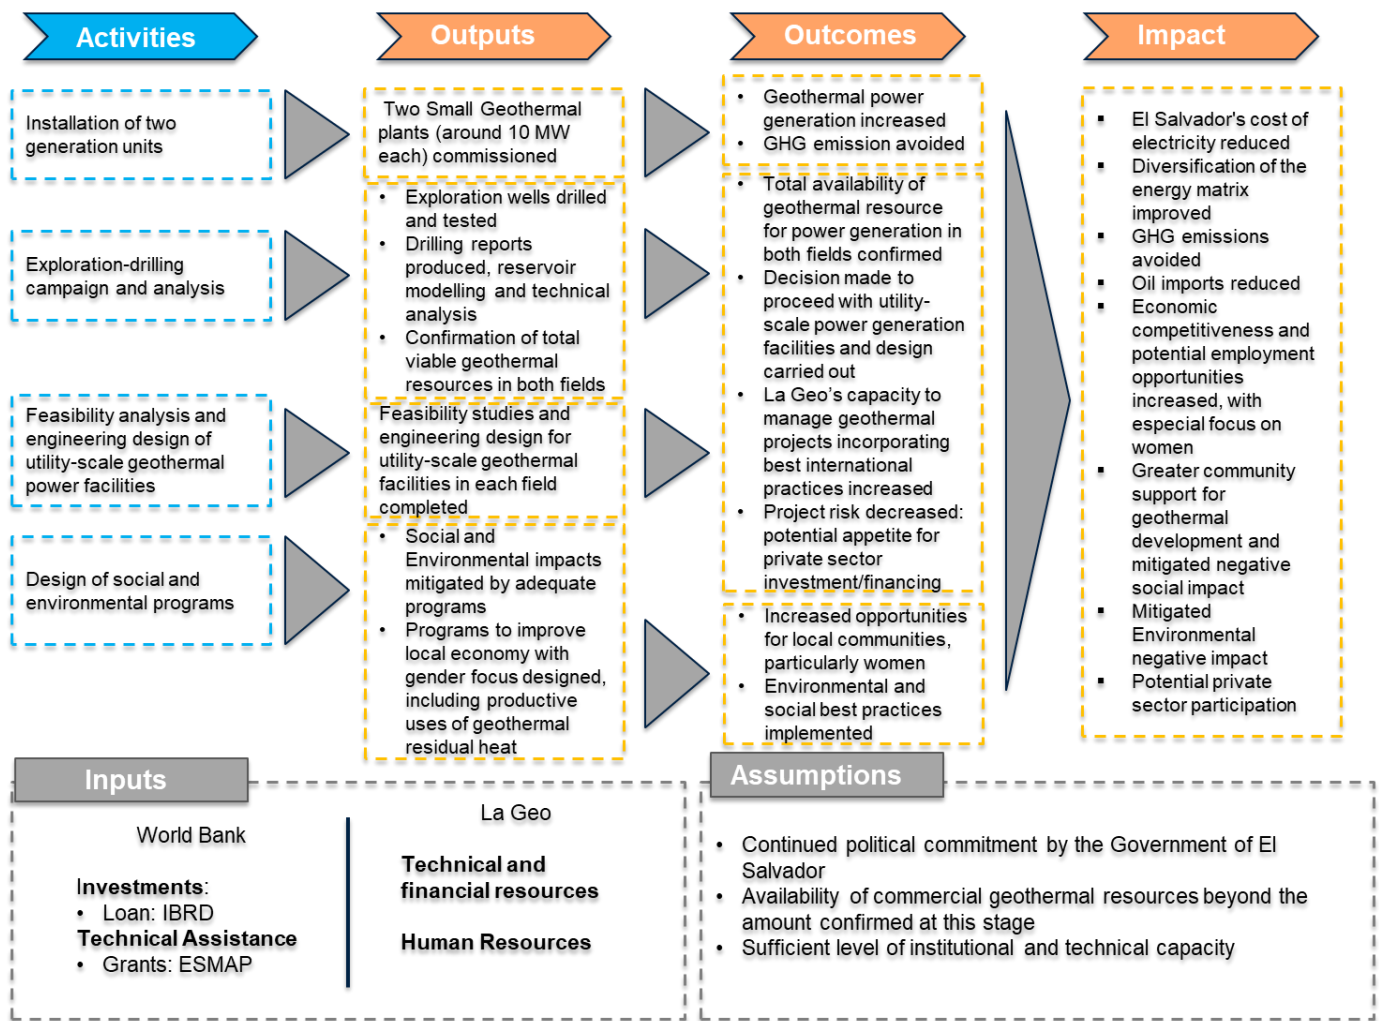 Activities
Outputs
Outcomes
Impact
Installation of two
generation units
Exploration-drilling
campaign and analysis
Feasibility analysis and
engineering design of
utility-scale geothermal
power facilities
Design of social and
environmental programs
Two Small Geothermal
plants (around 10 MW
each) commissioned
• Exploration wells drilled
and tested
• Drilling reports
produced, reservoir
modelling and technical
analysis
• Confirmation of total
viable geothermal
resources in both fields
Feasibility studies and
engineering design for
utility-scale geothermal
facilities in each field
completed
• Social and
Environmental impacts
mitigated by adequate
programs
• Programs to improve
local economy with
gender focus designed,
including productive
uses of geothermal
residual heat
• Geothermal power
generation increased
• GHG emission avoided
• Total availability of
geothermal resource
for power generation in
both fields confirmed
• Decision made to
proceed with utility-
scale power generation
facilities and design
carried out
• La Geo’s capacity to
manage geothermal
projects incorporating
best international
practices increased
• Project risk decreased:
potential appetite for
private sector
investment/financing
• Increased opportunities
for local communities,
particularly women
• Environmental and
social best practices
implemented
▪ El Salvador's cost of
electricity reduced
▪ Diversification of the
energy matrix
improved
▪ GHG emissions
avoided
▪ Oil imports reduced
▪ Economic
competitiveness and
potential employment
opportunities
increased, with
especial focus on
women
▪ Greater community
support for
geothermal
development and
mitigated negative
social impact
▪ Mitigated
Environmental
negative impact
▪ Potential private
sector participation
Inputs
World Bank
Investments:
• Loan: IBRD
Technical Assistance
• Grants: ESMAP
La Geo
Technical and
financial resources
Human Resources
Assumptions
• Continued political commitment by the Government of El
Salvador
• Availability of commercial geothermal resources beyond the
amount confirmed at this stage
• Sufficient level of institutional and technical capacity